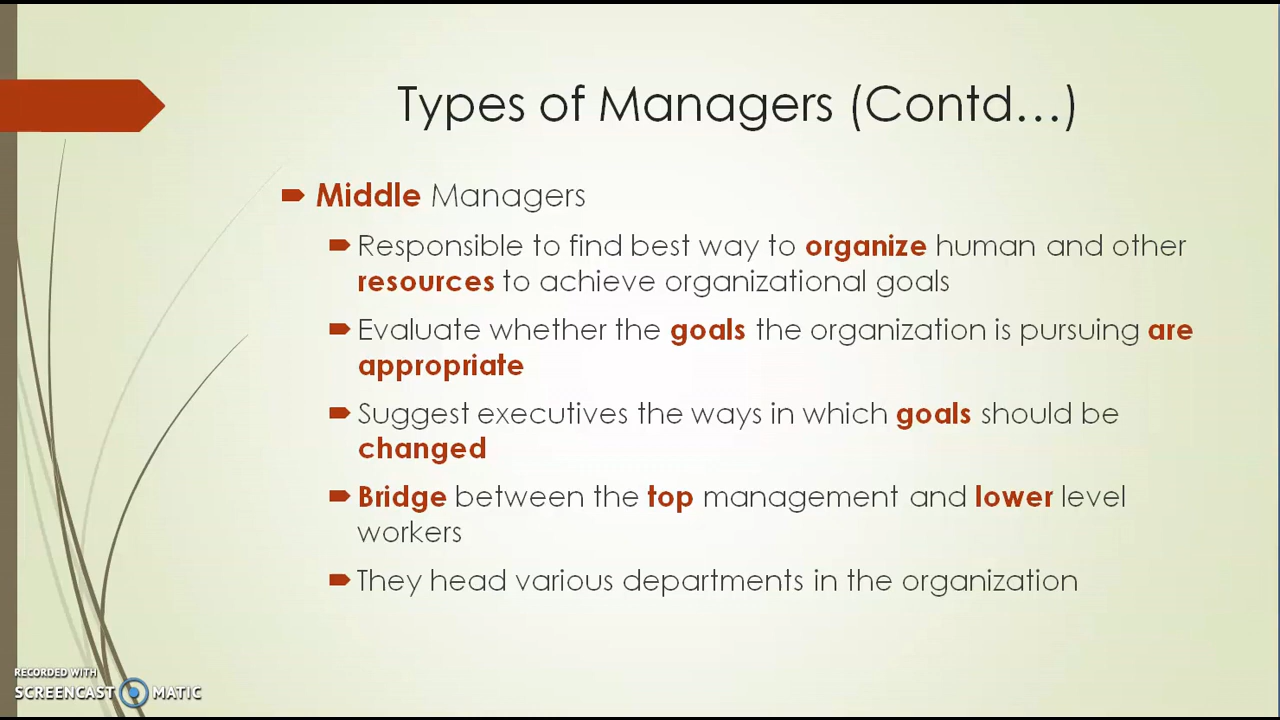 Types of Managers (Contd...)
Middle Managers
Responsible to find best way to organize human and other
resources to achieve organizational goals
Evaluate whether the goals the organization is pursuing are
appropriate
Suggest executives the ways in which goals should be
changed
Bridge between the top management and lower level
workers
They head various departments in the organization
RECORDED WITH
SCREENCAST MATIC